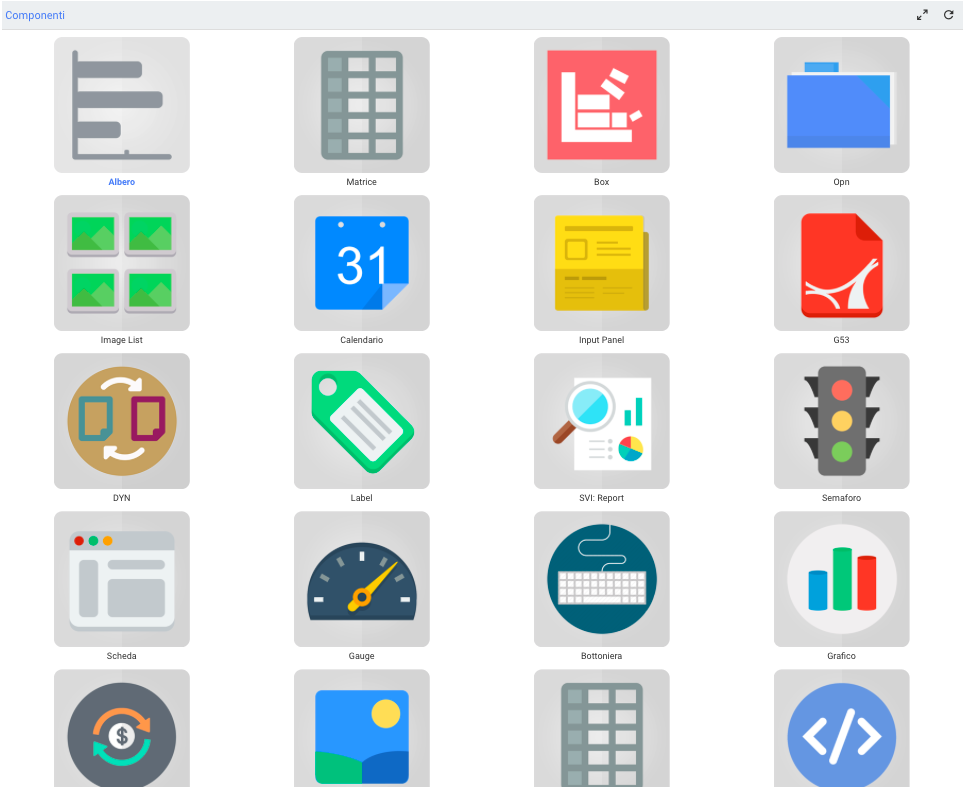 Componenti
Albero
Matrice
Box
Opn
Image List
31
Calendario
Input Panel
G53
DYN
Label
SVI: Report
Semaforo
Scheda
Gauge
Bottoniera
Grafico
$
</>